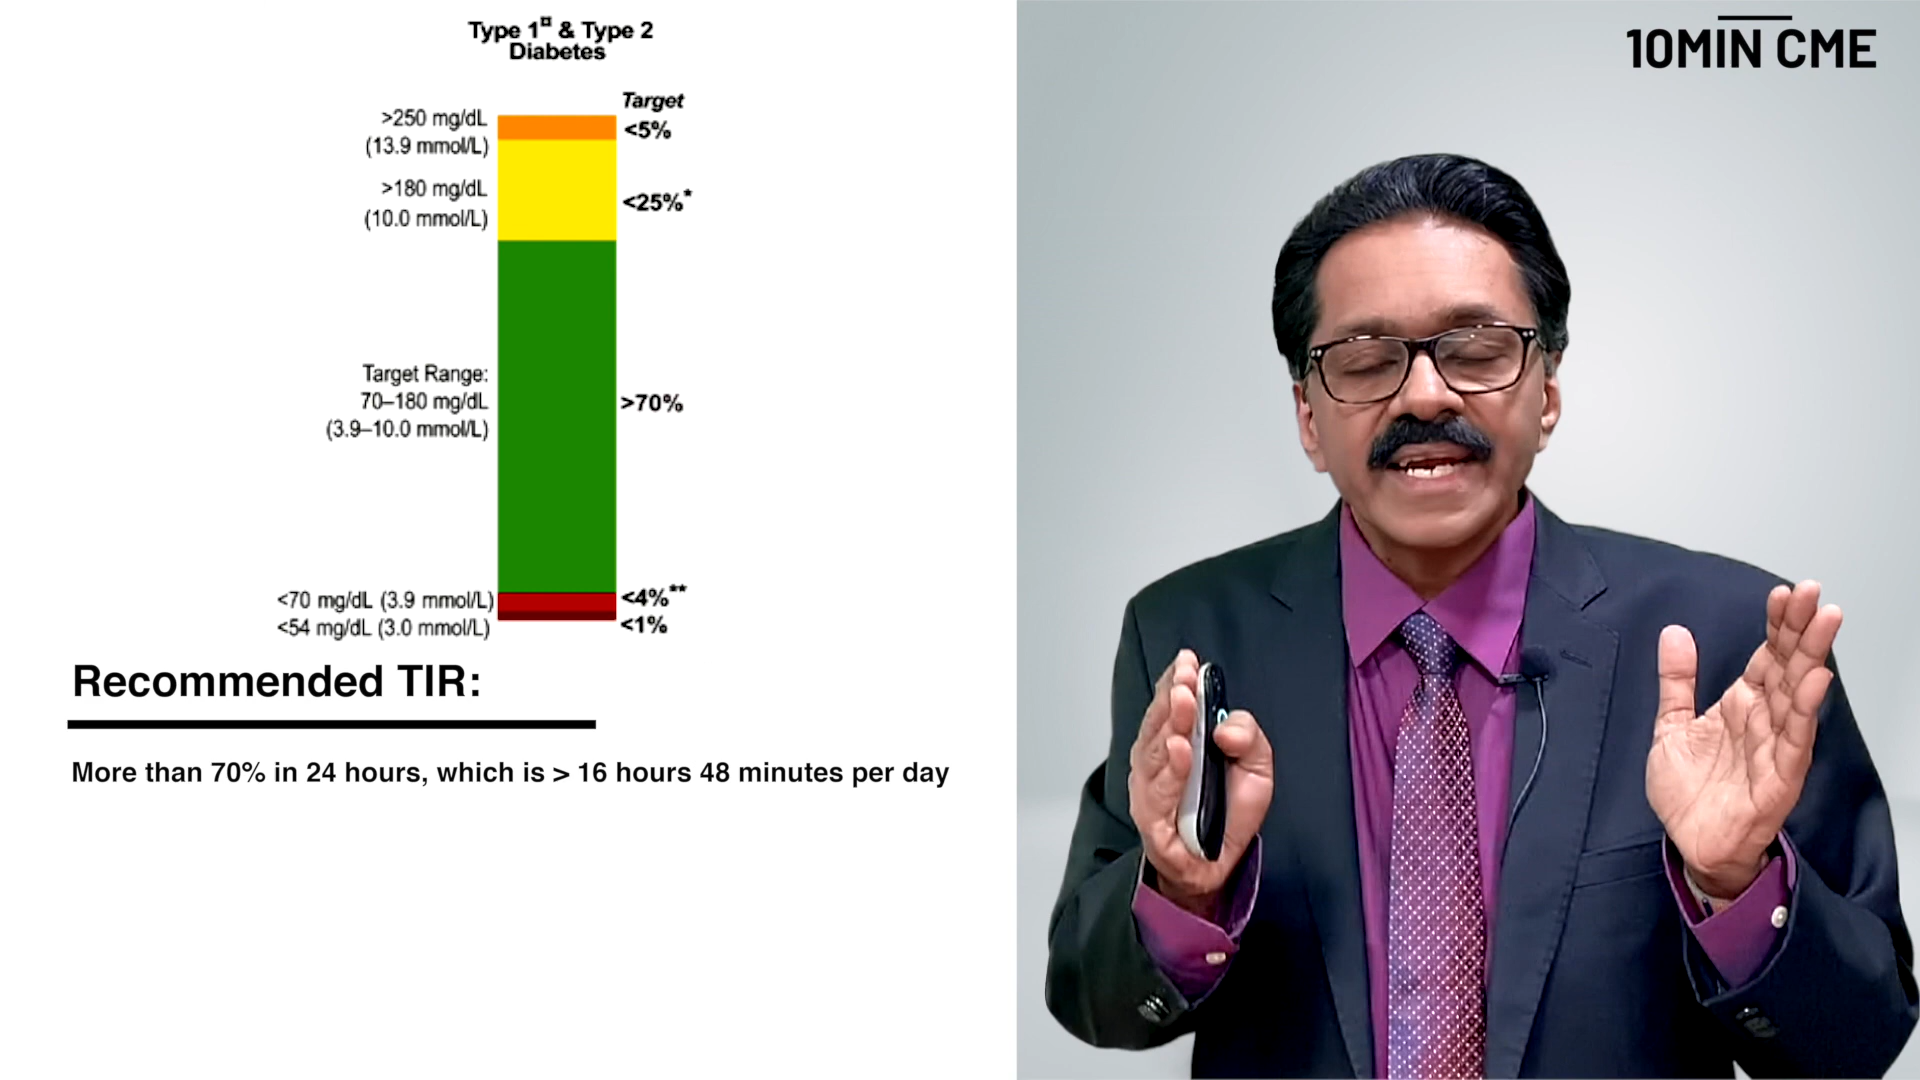 Type 1¤ & Type 2
Diabetes
Target
>250 mg/dL
(13.9 mmol/L)
<5%
>180 mg/dL
(10.0 mmol/L)
<25%*
Target Range:
70–180 mg/dL
(3.9–10.0 mmol/L)
>70%
<70 mg/dL (3.9 mmol/L)
<4%**
<54 mg/dL (3.0 mmol/L)
<1%
Recommended TIR:
More than 70% in 24 hours, which is > 16 hours 48 minutes per day
10MIN CME